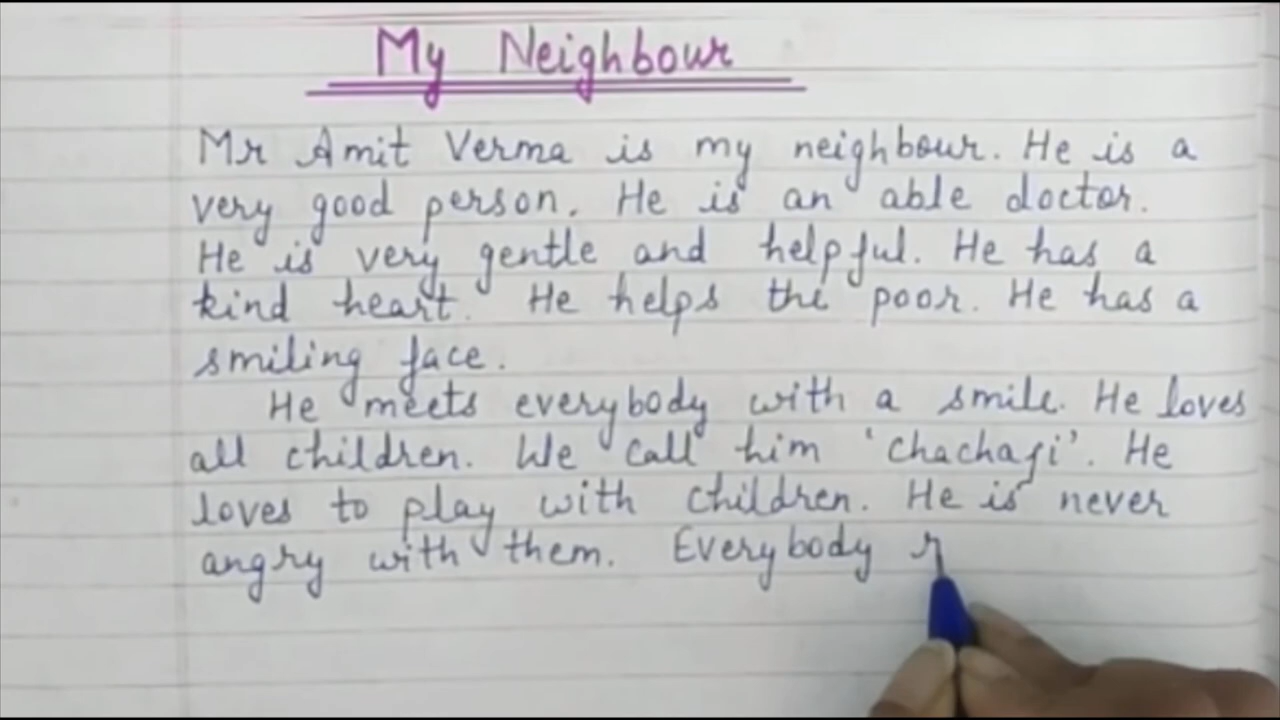 My Neighbour
Mr Amit Verma is my neighbour. He is a
very good person. He is an able doctor.
He is very gentle and helpful. He has a
kind heart. He helps the poor. He has a
smiling face.
He meets everybody with a smile. He loves
all children. We call him 'Chachaji'. He
loves to play with children. He is never
angry with them. Everybody